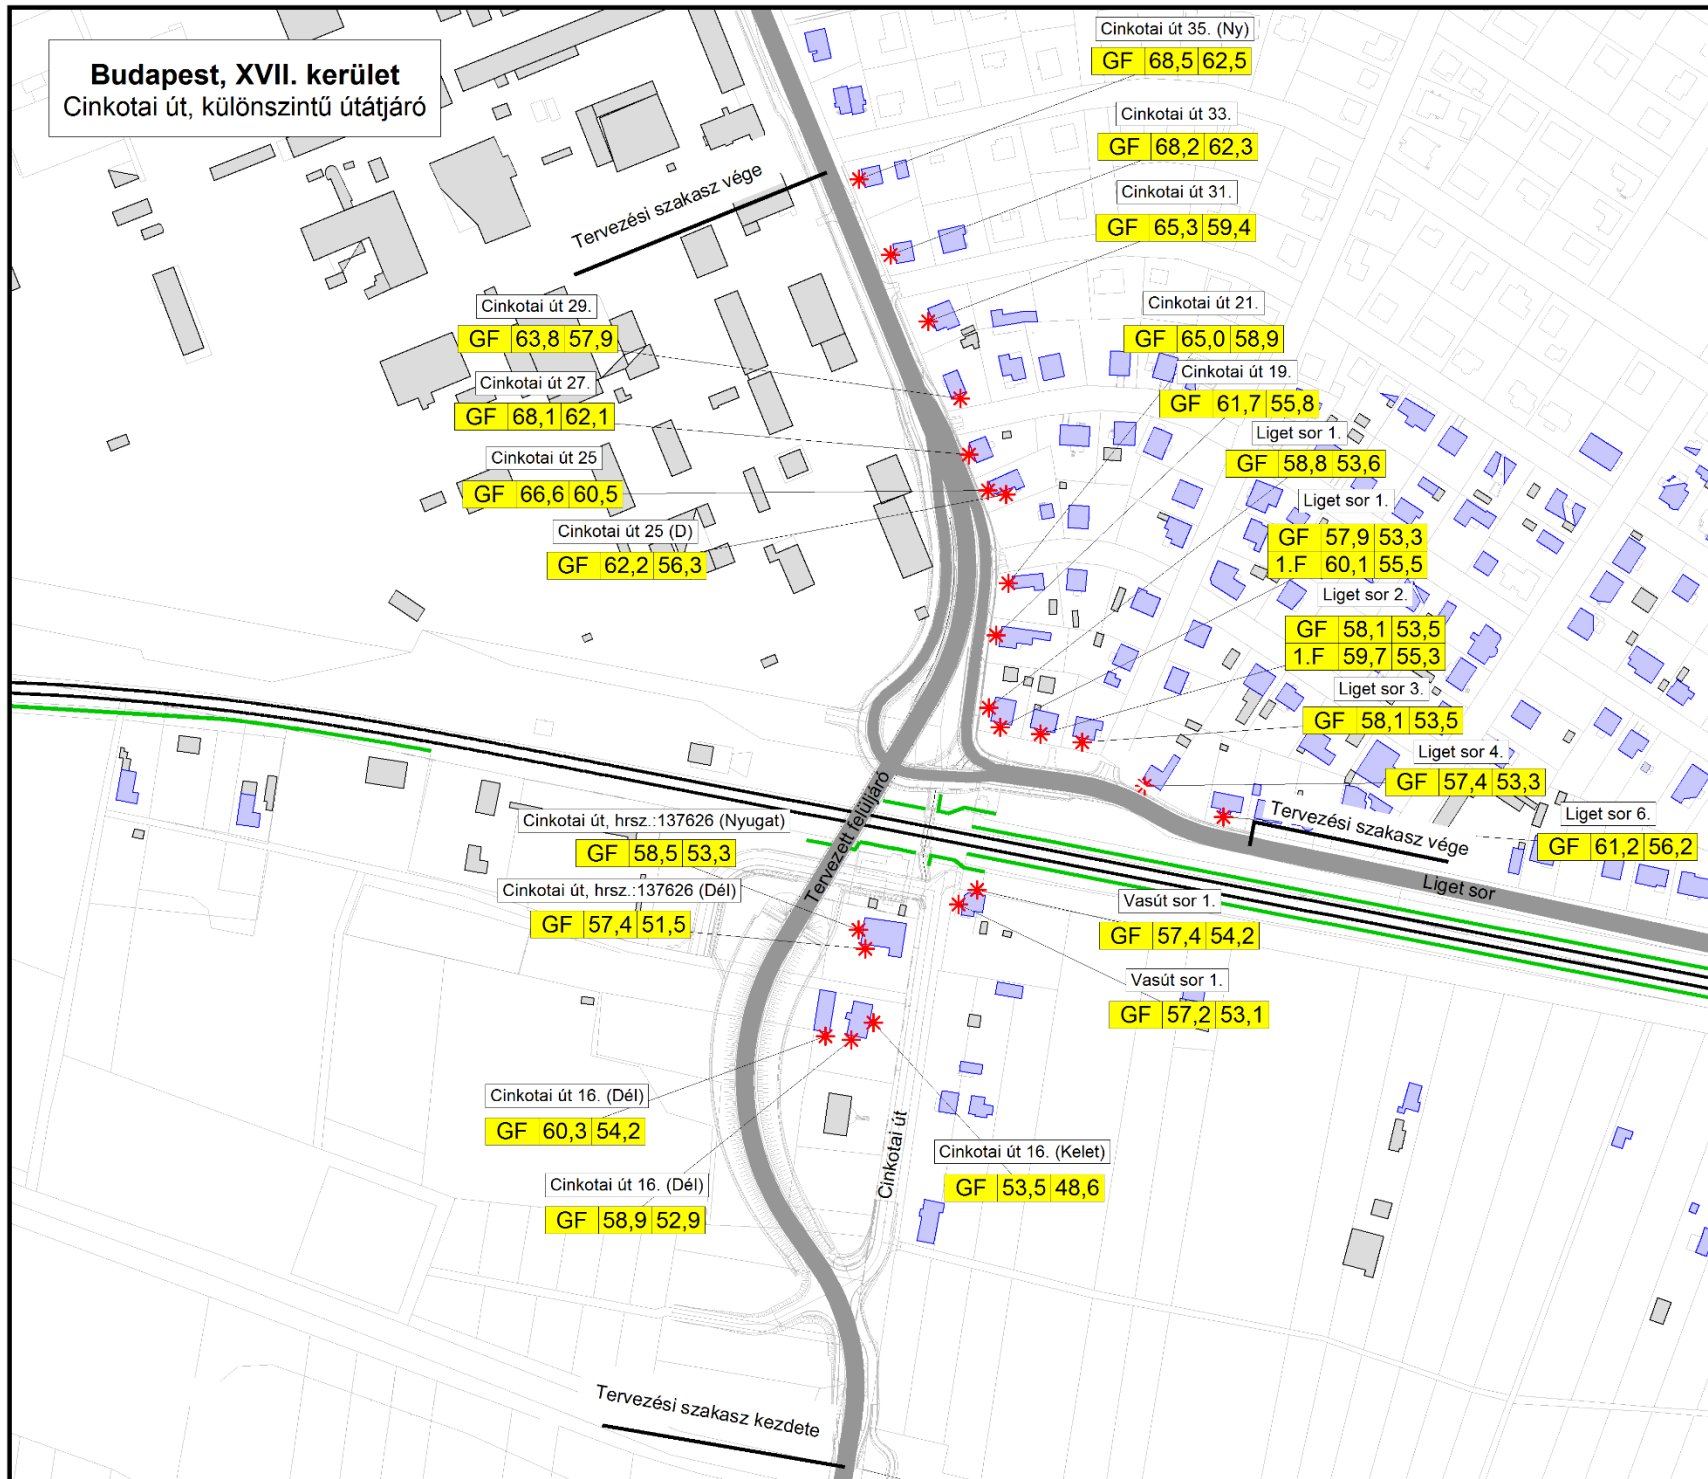 Budapest, XVII. kerület
Cinkotai út, különszintű útátjáró
Cinkotai út 35. (Ny)
GF 68,5 62,5
Cinkotai út 33.
GF 68,2 62,3
Cinkotai út 31.
GF 65,3 59,4
Tervezési szakasz vége
Cinkotai út 29.
GF 63,8 57,9
Cinkotai út 21.
GF 65,0 58,9
Cinkotai út 27.
GF 68,1 62,1
Cinkotai út 19.
GF 61,7 55,8
Cinkotai út 25
GF 66,6 60,5
Liget sor 1.
GF 58,8 53,6
Cinkotai út 25 (D)
GF 62,2 56,3
Liget sor 1.
GF 57,9 53,3
1.F 60,1 55,5
Liget sor 2.
GF 58,1 53,5
1.F 59,7 55,3
Liget sor 3.
GF 58,1 53,5
Liget sor 4.
GF 57,4 53,3
Tervezési szakasz vége
Liget sor 6.
GF 61,2 56,2
Liget sor
Tervezett felüljáró
Cinkotai út, hrsz.:137626 (Nyugat)
GF 58,5 53,3
Cinkotai út, hrsz.:137626 (Dél)
GF 57,4 51,5
Vasút sor 1.
GF 57,4 54,2
Vasút sor 1.
GF 57,2 53,1
Cinkotai út 16. (Dél)
GF 60,3 54,2
Cinkotai út 16. (Dél)
GF 58,9 52,9
Cinkotai út
Cinkotai út 16. (Kelet)
GF 53,5 48,6
Tervezési szakasz kezdete